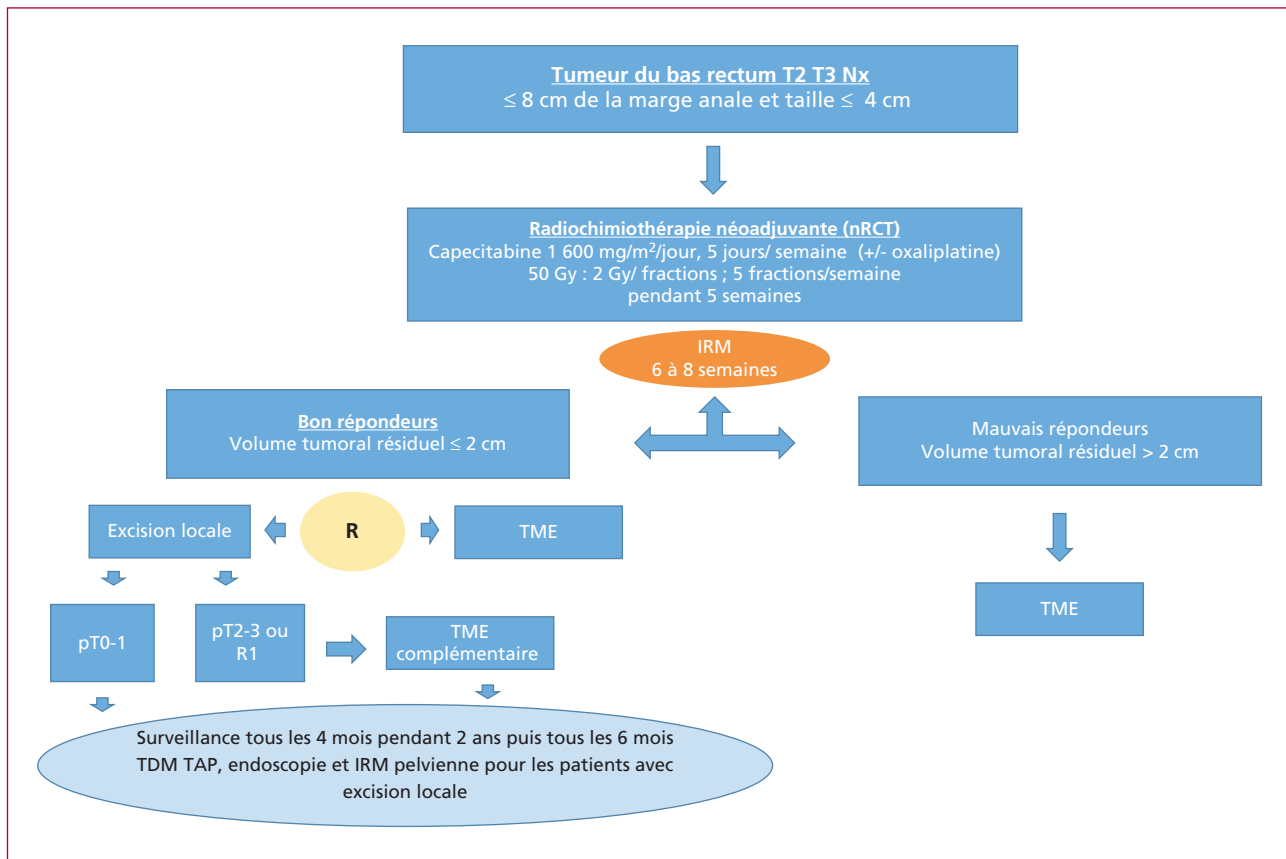 Tumeur du bas rectum T2 T3 Nx
≤ 8 cm de la marge anale et taille ≤ 4 cm
Radiochimiothérapie néoadjuvante (nRCT)
Capecitabine 1 600 mg/m²/jour, 5 jours/ semaine (+/- oxaliplatine)
50 Gy : 2 Gy/ fractions ; 5 fractions/semaine
pendant 5 semaines
IRM
6 à 8 semaines
Bon répondeurs
Volume tumoral résiduel ≤ 2 cm
Mauvais répondeurs
Volume tumoral résiduel > 2 cm
Excision locale
R
TME
TME
pT0-1
pT2-3 ou
R1
TME
complémentaire
Surveillance tous les 4 mois pendant 2 ans puis tous les 6 mois
TDM TAP, endoscopie et IRM pelvienne pour les patients avec
excision locale